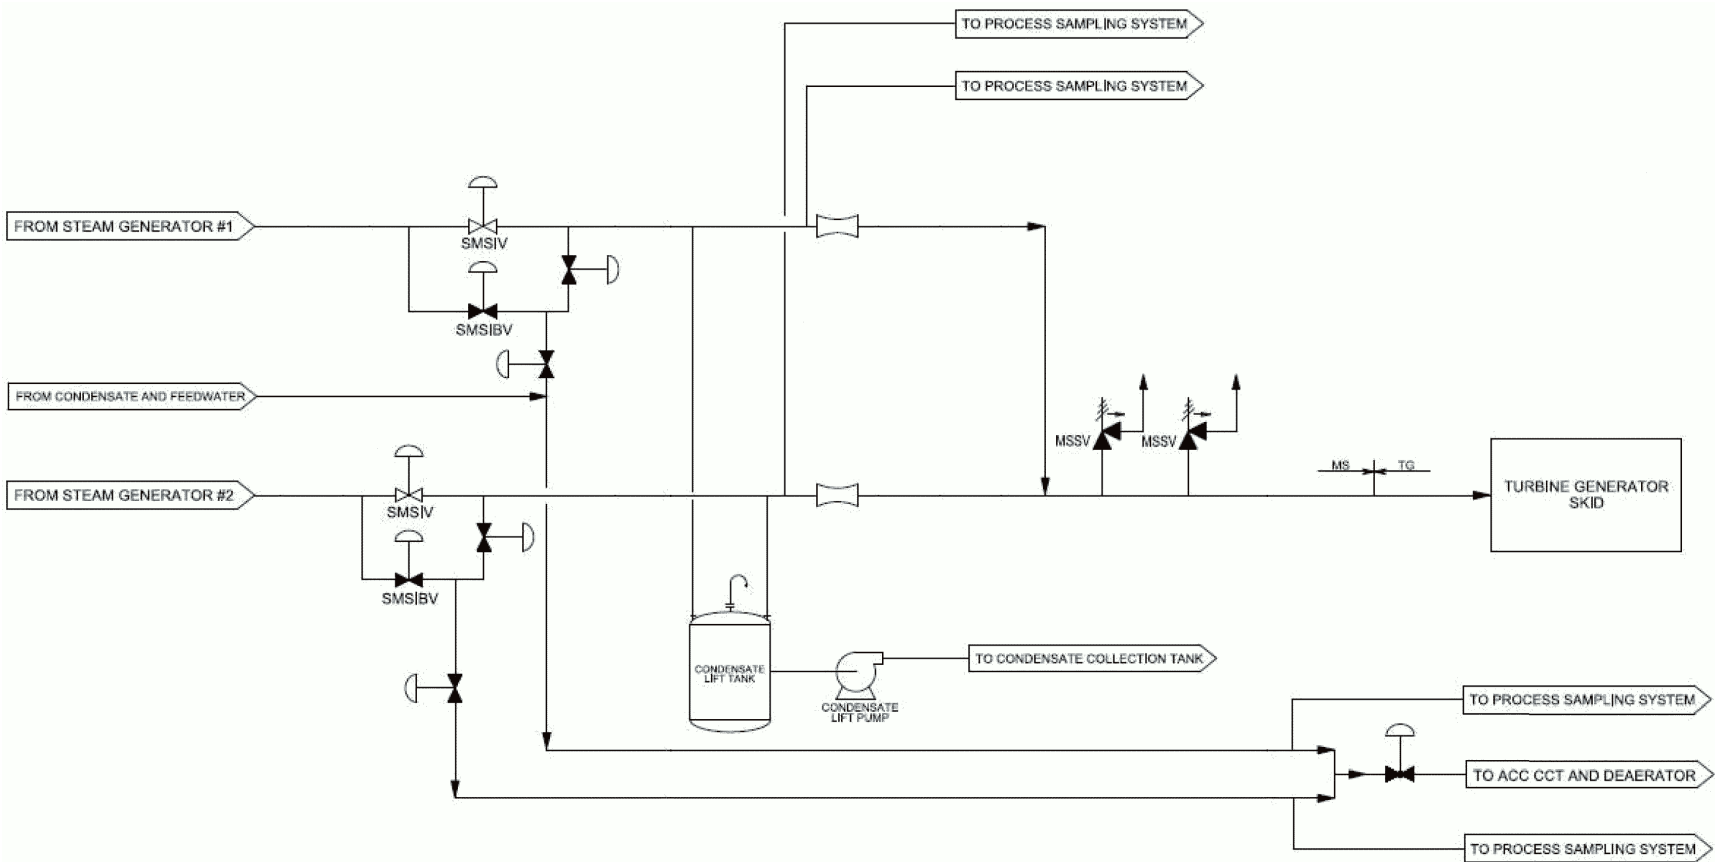 TO PROCESS SAMPLING SYSTEM
TO PROCESS SAMPLING SYSTEM
FROM STEAM GENERATOR #1
SMSIV
SMSIBV
FROM CONDENSATE AND FEEDWATER
MSSV
MSSV
MS
TG
FROM STEAM GENERATOR #2
SMSIV
TURBINE GENERATOR
SKID
SMSIBV
CONDENSATE
LIFT TANK
TO CONDENSATE COLLECTION TANK
CONDENSATE
LIFT PUMP
TO PROCESS SAMPLING SYSTEM
TO ACC CCT AND DEAERATOR
TO PROCESS SAMPLING SYSTEM